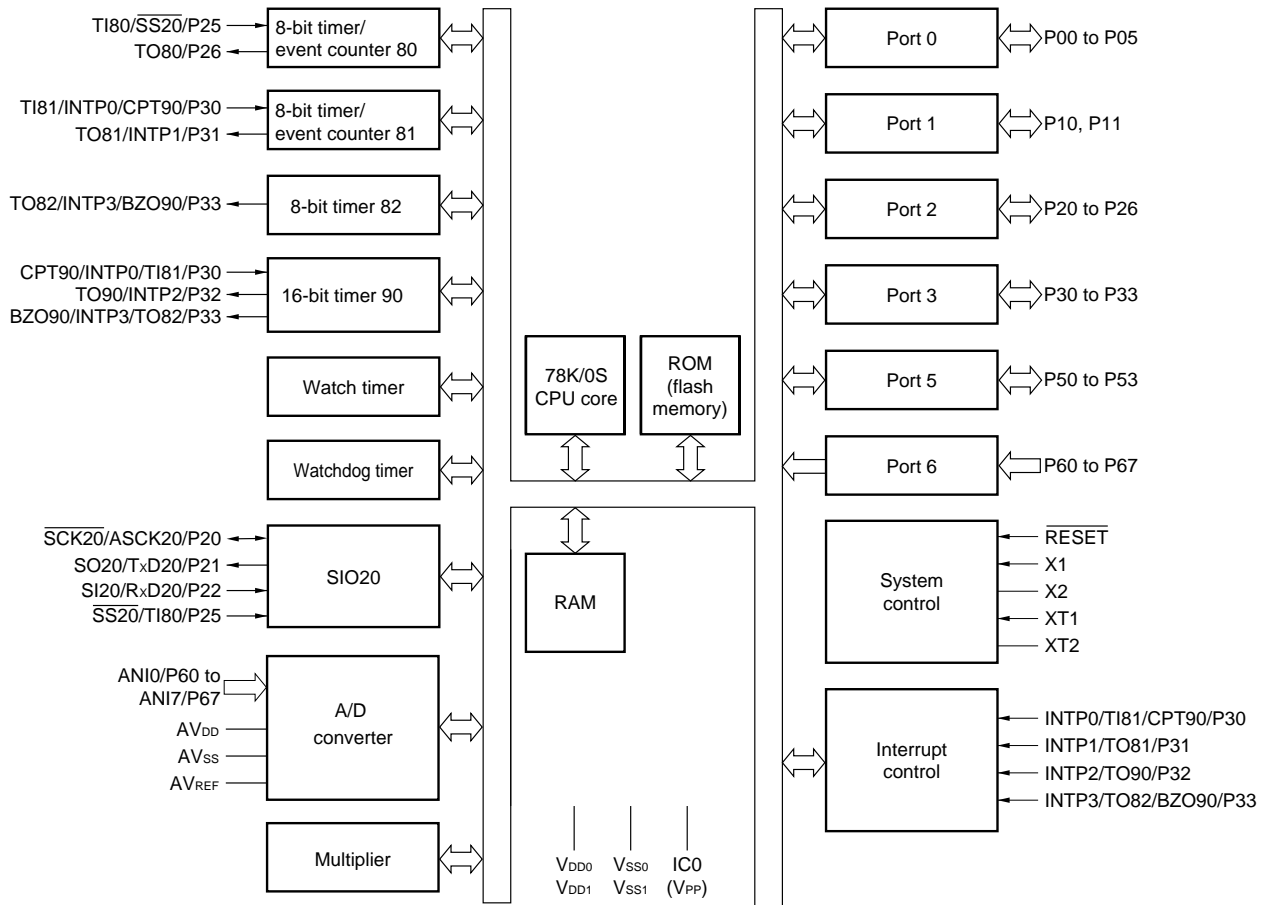 TI80/SS20/P25
TO80/P26
8-bit timer/
event counter 80
TI81/INTP0/CPT90/P30
TO81/INTP1/P31
8-bit timer/
event counter 81
TO82/INTP3/BZO90/P33
8-bit timer 82
CPT90/INTP0/TI81/P30
TO90/INTP2/P32
BZO90/INTP3/TO82/P33
16-bit timer 90
Watch timer
Watchdog timer
SCK20/ASCK20/P20
SO20/TxD20/P21
SI20/RxD20/P22
SS20/TI80/P25
SIO20
ANI0/P60 to
ANI7/P67
AVDD
AVSS
AVREF
A/D
converter
Multiplier
78K/0S
CPU core
ROM
(flash
memory)
RAM
VDD0
VDD1
VSS0
VSS1
IC0
(VPP)
Port 0
P00 to P05
Port 1
P10, P11
Port 2
P20 to P26
Port 3
P30 to P33
Port 5
P50 to P53
Port 6
P60 to P67
System
control
RESET
X1
X2
XT1
XT2
Interrupt
control
INTP0/TI81/CPT90/P30
INTP1/TO81/P31
INTP2/TO90/P32
INTP3/TO82/BZO90/P33